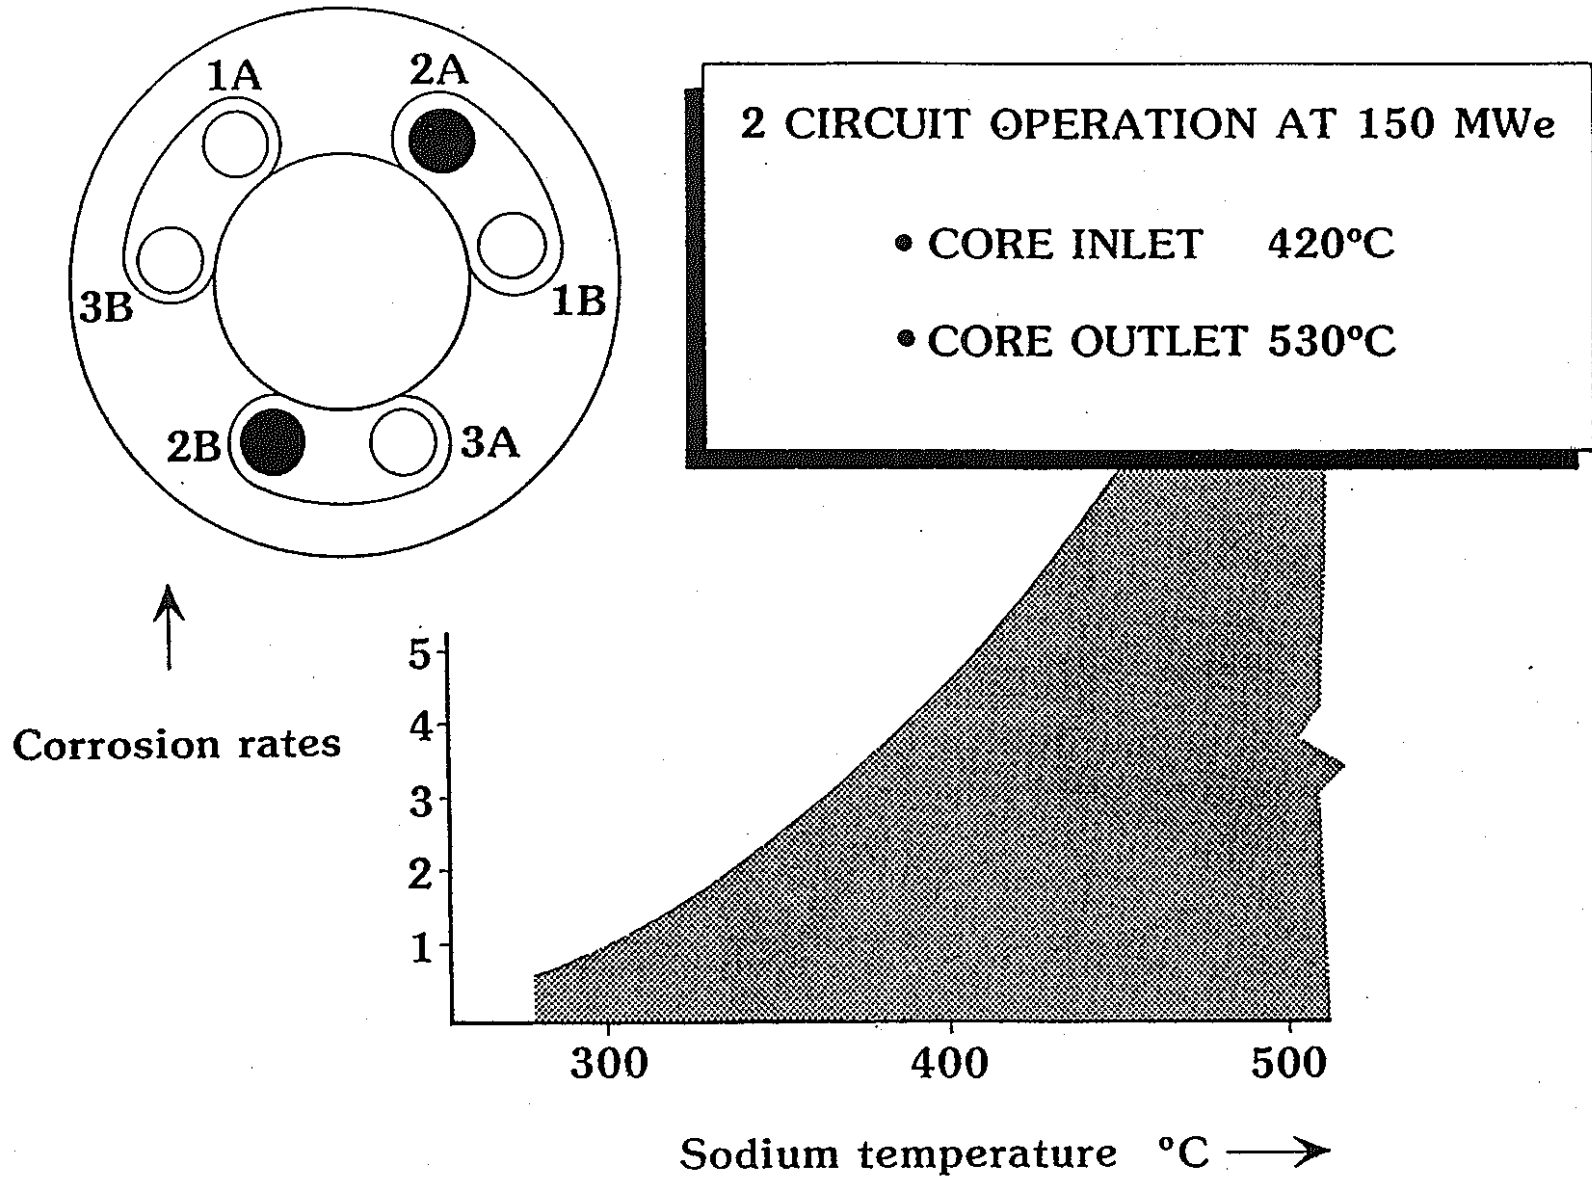 1A
2A
3B
1B
2B
3A
2 CIRCUIT OPERATION AT 150 MWe
• CORE INLET 420°C
• CORE OUTLET 530°C
Corrosion rates
5
4
3
2
1
300 400 500
Sodium temperature °C